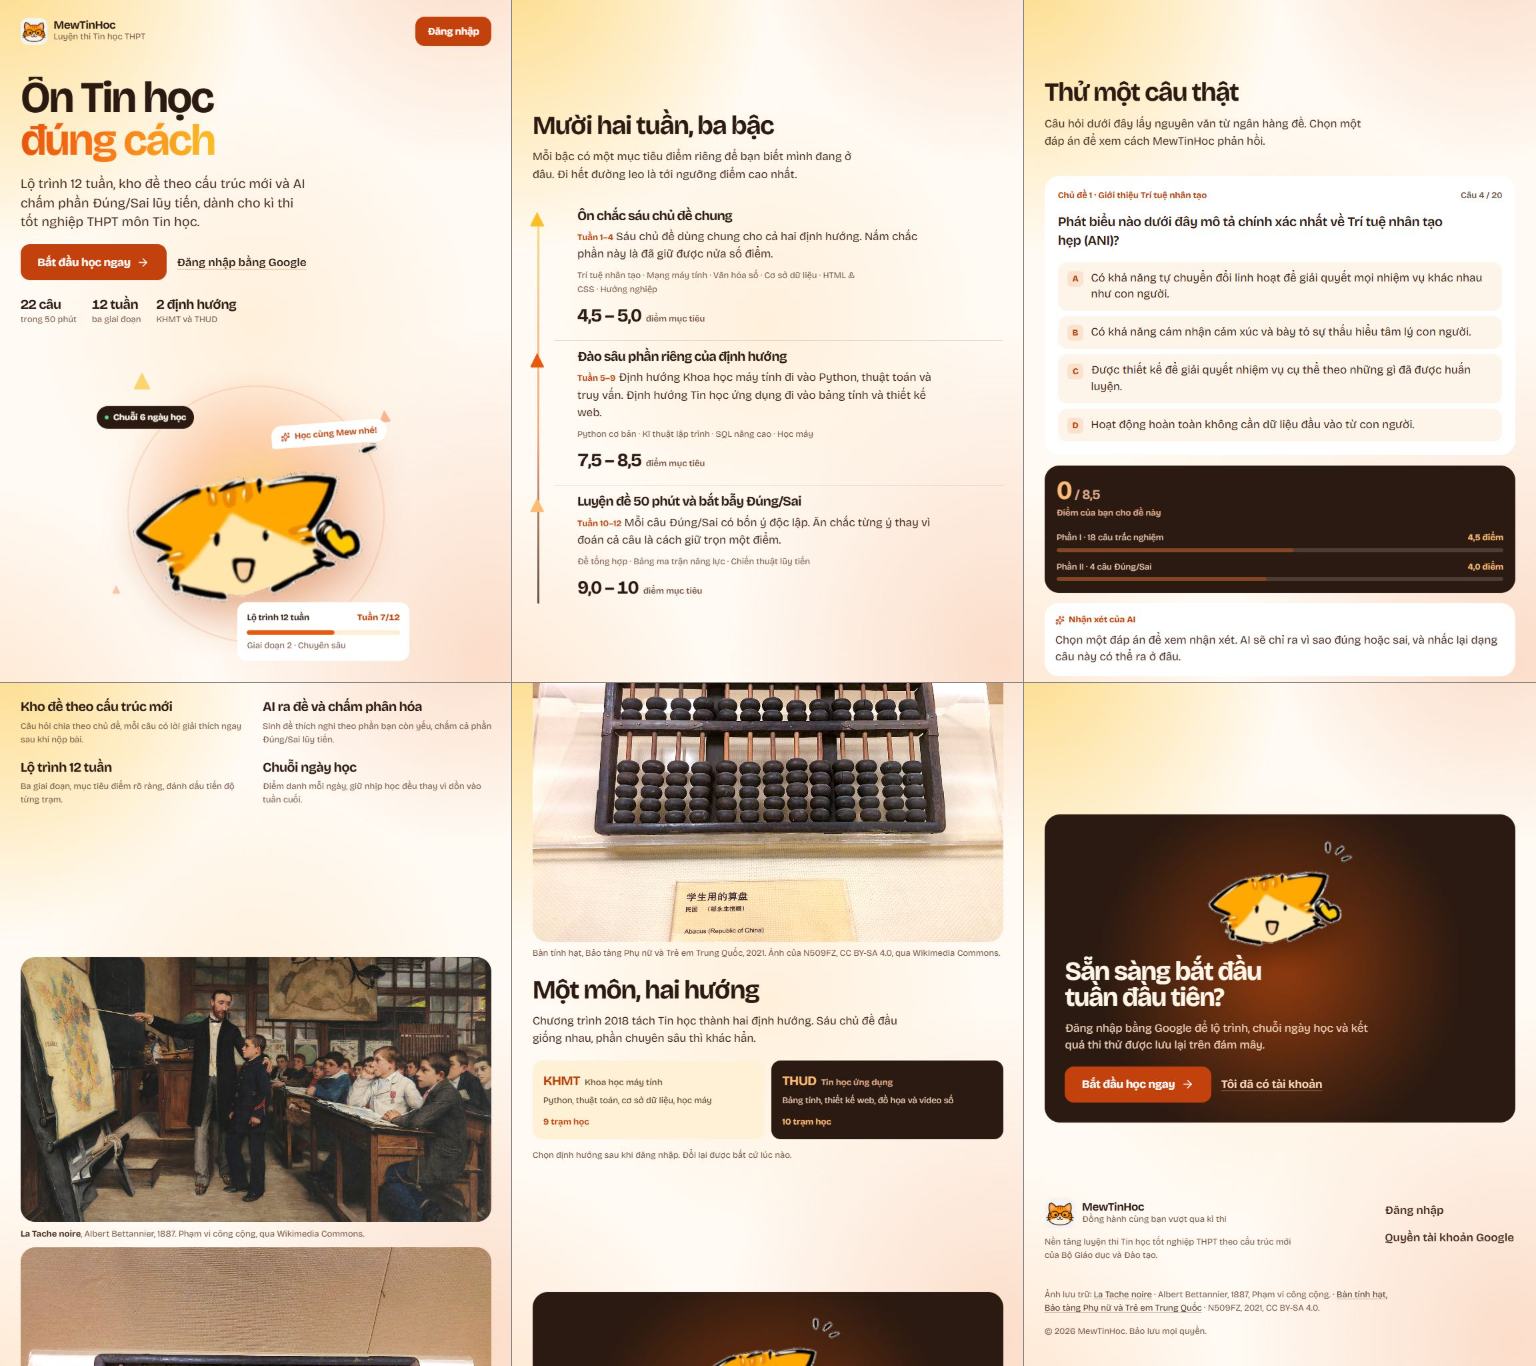 MewTinHoc
Luyện thi Tin học THPT
Đăng nhập
Ôn Tin học
đúng cách
Lộ trình 12 tuần, kho đề theo cấu trúc mới và AI
chấm phần Đúng/Sai lũy tiến, dành cho kì thi
tốt nghiệp THPT môn Tin học.
Bắt đầu học ngay →
Đăng nhập bằng Google
22 câu
trong 50 phút
12 tuần
ba giai đoạn
2 định hướng
KHMT và THUD
Chuỗi 6 ngày học
Học cùng Mew nhé!
Lộ trình 12 tuần
Tuần 7/12
Giai đoạn 2 · Chuyên sâu
Mười hai tuần, ba bậc
Mỗi bậc có một mục tiêu điểm riêng để bạn biết mình đang ở
đâu. Đi hết đường leo là tới ngưỡng điểm cao nhất.
Ôn chắc sáu chủ đề chung
Tuần 1–4 Sáu chủ đề dùng chung cho cả hai định hướng. Nắm chắc
phần này là đã giữ được nửa số điểm.
Trí tuệ nhân tạo · Mạng máy tính · Văn hóa số · Cơ sở dữ liệu · HTML &
CSS · Hướng nghiệp
4,5 – 5,0 điểm mục tiêu
Đào sâu phần riêng của định hướng
Tuần 5–9 Định hướng Khoa học máy tính đi vào Python, thuật toán và
truy vấn. Định hướng Tin học ứng dụng đi vào bảng tính và thiết kế
web.
Python cơ bản · Kĩ thuật lập trình · SQL nâng cao · Học máy
7,5 – 8,5 điểm mục tiêu
Luyện đề 50 phút và bắt bẫy Đúng/Sai
Tuần 10–12 Mỗi câu Đúng/Sai có bốn ý độc lập. Ăn chắc từng ý thay vì
đoán cả câu là cách giữ trọn một điểm.
Đề tổng hợp · Bảng ma trận năng lực · Chiến thuật lũy tiến
9,0 – 10 điểm mục tiêu
Thử một câu thật
Câu hỏi dưới đây lấy nguyên văn từ ngân hàng đề. Chọn một
đáp án để xem cách MewTinHoc phản hồi.
Chủ đề 1 · Giới thiệu Trí tuệ nhân tạo
Câu 4 / 20
Phát biểu nào dưới đây mô tả chính xác nhất về Trí tuệ nhân tạo
hẹp (ANI)?
A Có khả năng tự chuyển đổi linh hoạt để giải quyết mọi nhiệm vụ khác nhau
như con người.
B Có khả năng cảm nhận cảm xúc và bày tỏ sự thấu hiểu tâm lý con người.
C Được thiết kế để giải quyết nhiệm vụ cụ thể theo những gì đã được huấn
luyện.
D Hoạt động hoàn toàn không cần dữ liệu đầu vào từ con người.
0 / 8,5
Điểm của bạn cho đề này
Phần I · 18 câu trắc nghiệm
4,5 điểm
Phần II · 4 câu Đúng/Sai
4,0 điểm
Nhận xét của AI
Chọn một đáp án để xem nhận xét. AI sẽ chỉ ra vì sao đúng hoặc sai, và nhắc lại dạng
câu này có thể ra ở đâu.
Kho đề theo cấu trúc mới
Câu hỏi chia theo chủ đề, mỗi câu có lời giải thích ngay
sau khi nộp bài.
AI ra đề và chấm phân hóa
Sinh đề thích nghi theo phần bạn còn yếu, chấm cả phần
Đúng/Sai lũy tiến.
Lộ trình 12 tuần
Ba giai đoạn, mục tiêu điểm rõ ràng, đánh dấu tiến độ
từng trạm.
Chuỗi ngày học
Điểm danh mỗi ngày, giữ nhịp học đều thay vì dồn vào
tuần cuối.
La Tache noire, Albert Bettannier, 1887. Phạm vi công cộng, qua Wikimedia Commons.
学生用的算盘
Abacus (Republic of China)
Bàn tính hạt, Bảo tàng Phụ nữ và Trẻ em Trung Quốc, 2021. Ảnh của N509FZ, CC BY-SA 4.0, qua Wikimedia Commons.
Một môn, hai hướng
Chương trình 2018 tách Tin học thành hai định hướng. Sáu chủ đề đầu
giống nhau, phần chuyên sâu thì khác hẳn.
KHMT Khoa học máy tính
Python, thuật toán, cơ sở dữ liệu, học máy
9 trạm học
THUD Tin học ứng dụng
Bảng tính, thiết kế web, đồ họa và video số
10 trạm học
Chọn định hướng sau khi đăng nhập. Đổi lại được bất cứ lúc nào.
Sẵn sàng bắt đầu
tuần đầu tiên?
Đăng nhập bằng Google để lộ trình, chuỗi ngày học và kết
quả thi thử được lưu lại trên đám mây.
Bắt đầu học ngay →
Tôi đã có tài khoản
MewTinHoc
Đồng hành cùng bạn vượt qua kì thi
Nền tảng luyện thi Tin học tốt nghiệp THPT theo cấu trúc mới
của Bộ Giáo dục và Đào tạo.
Đăng nhập
Quyền tài khoản Google
Ảnh lưu trữ: La Tache noire · Albert Bettannier, 1887, Phạm vi công cộng. · Bàn tính hạt,
Bảo tàng Phụ nữ và Trẻ em Trung Quốc · N509FZ, 2021, CC BY-SA 4.0.
© 2026 MewTinHoc. Bảo lưu mọi quyền.